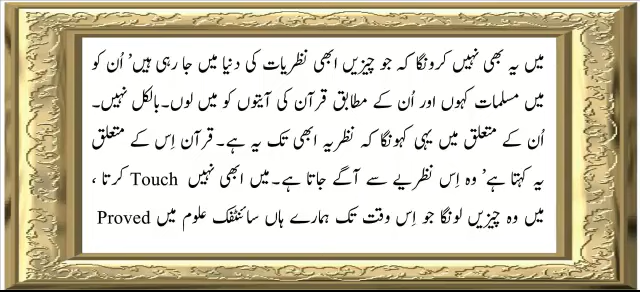 میں یہ بھی نہیں کرونگا کہ جو چیزیں ابھی نظریات کی دنیا میں جا رہی ہیں’ اُن کو
میں مسلمات کہوں اور اُن کے مطابق قرآن کی آیتوں کو میں لوں۔بالکل نہیں۔
اُن کے متعلق میں یہی کہونگا کہ نظریہ ابھی تک یہ ہے۔ قرآن اِس کے متعلق
یہ کہتا ہے’ وہ اِس نظریے سے آگے جاتا ہے۔میں ابھی نہیں Touch کرتا ،
میں وہ چیزیں لونگا جو اِس وقت تک ہمارے ہاں سائنٹفک علوم میں Proved